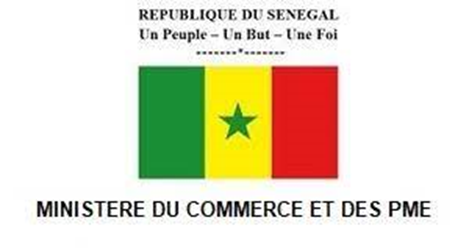 REPUBLIQUE DU SENEGAL
Un Peuple – Un But – Une Foi
-------*-------
MINISTERE DU COMMERCE ET DES PME